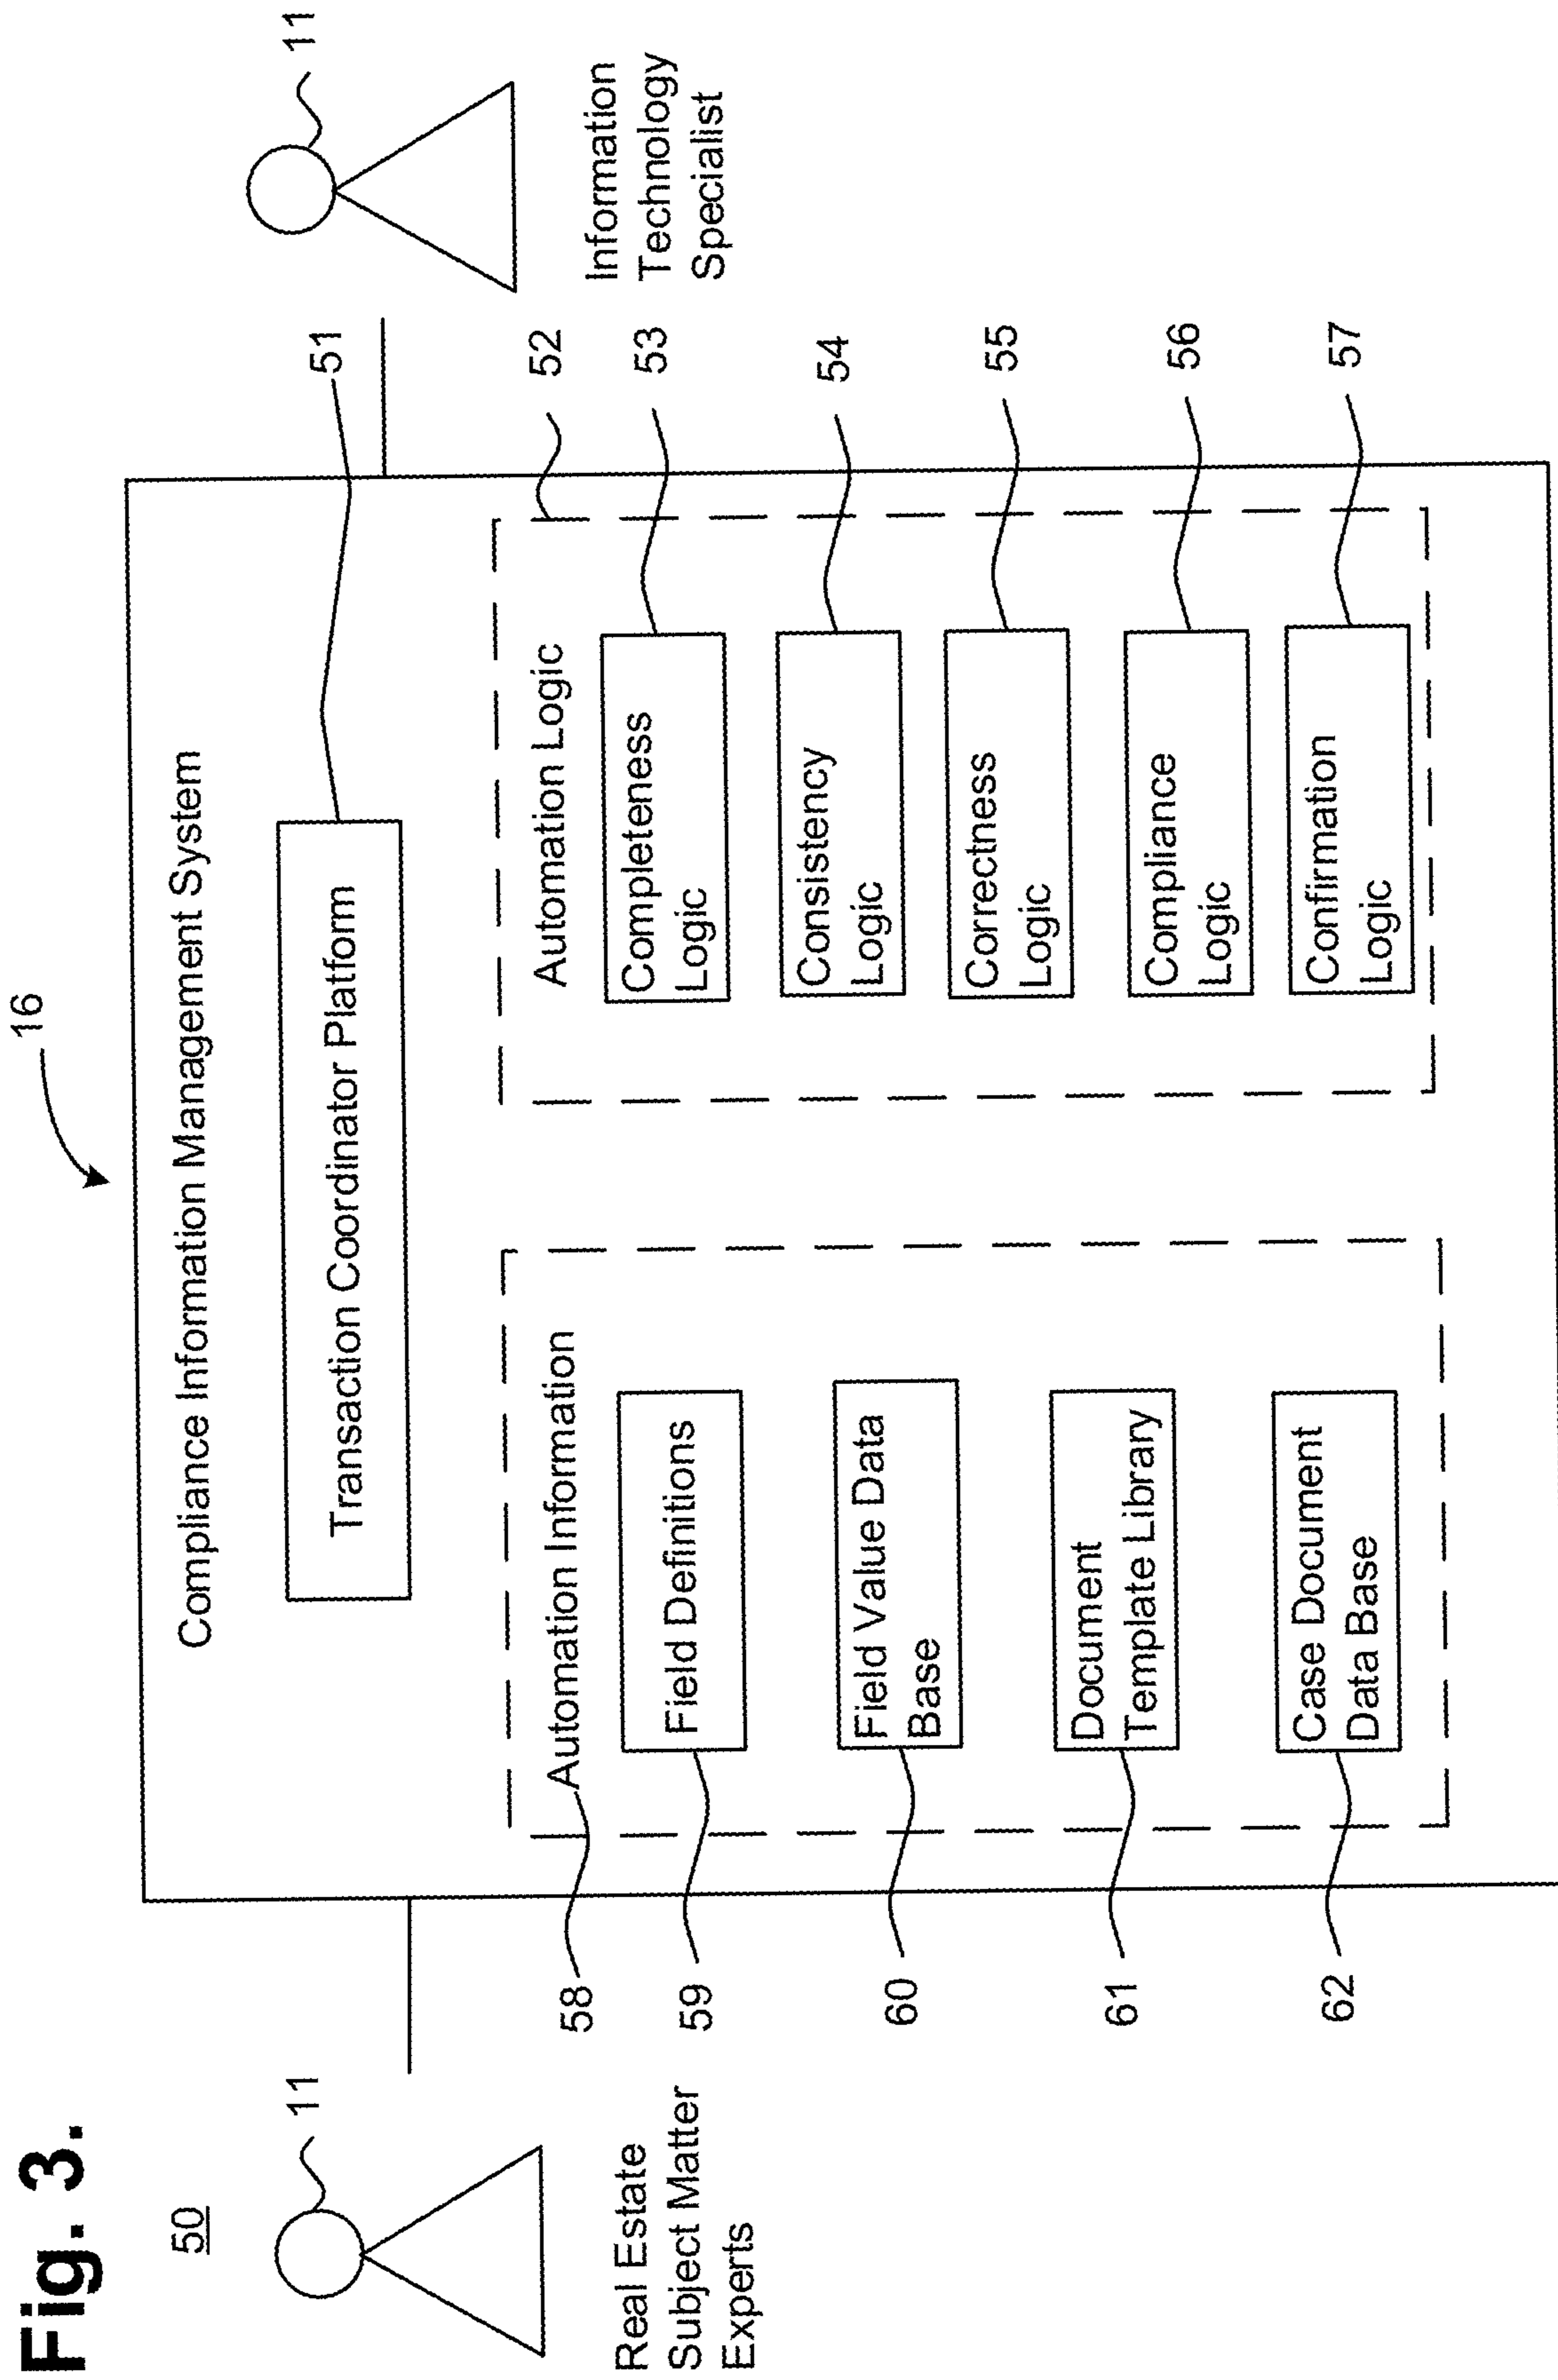 Fig. 3.
50
16
Compliance Information Management System
11
11
Real Estate
Subject Matter
Experts
Transaction Coordinator Platform
51
Information
Technology
Specialist
Automation Information
58
Field Definitions
59
Field Value Data
Base
60
Document
Template Library
61
Case Document
Data Base
62
Automation Logic
52
Completeness
Logic
53
Consistency
Logic
54
Correctness
Logic
55
Compliance
Logic
56
Confirmation
Logic
57